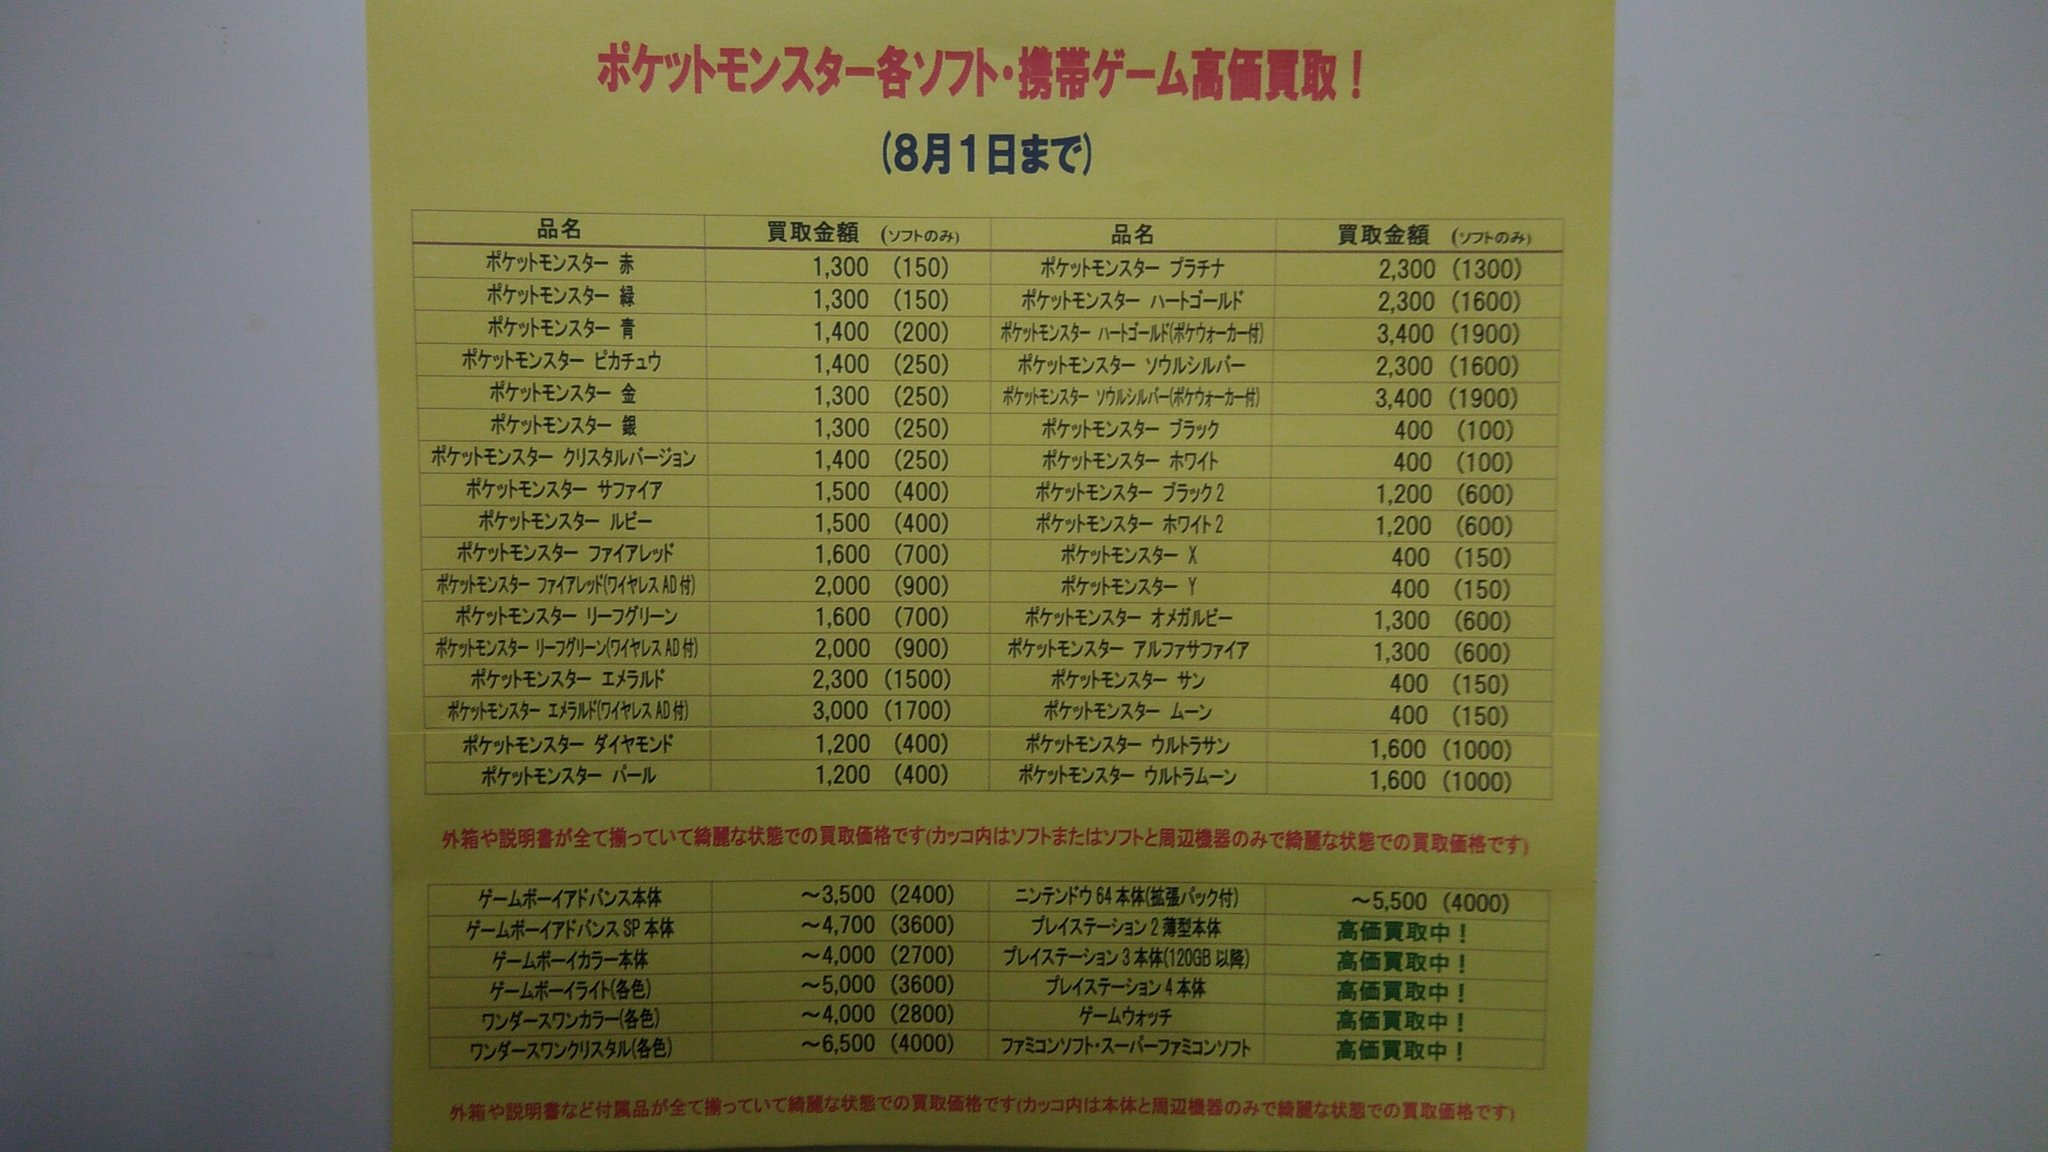 ポケットモンスター各ソフト・携帯ゲーム高価買取！
(8月1日まで)
品名 買取金額 (ソフトのみ) 品名 買取金額 (ソフトのみ)
ポケットモンスター 赤 1,300 (150) ポケットモンスター プラチナ 2,300 (1300)
ポケットモンスター 緑 1,300 (150) ポケットモンスター ハートゴールド 2,300 (1600)
ポケットモンスター 青 1,400 (200) ポケットモンスター ハートゴールド(ポケウォーカー付) 3,400 (1900)
ポケットモンスター ピカチュウ 1,400 (250) ポケットモンスター ソウルシルバー 2,300 (1600)
ポケットモンスター 金 1,300 (250) ポケットモンスター ソウルシルバー(ポケウォーカー付) 3,400 (1900)
ポケットモンスター 銀 1,300 (250) ポケットモンスター ブラック 400 (100)
ポケットモンスター クリスタルバージョン 1,400 (250) ポケットモンスター ホワイト 400 (100)
ポケットモンスター サファイア 1,500 (400) ポケットモンスター ブラック2 1,200 (600)
ポケットモンスター ルビー 1,500 (400) ポケットモンスター ホワイト2 1,200 (600)
ポケットモンスター ファイアレッド 1,600 (700) ポケットモンスター X 400 (150)
ポケットモンスター ファイアレッド(ワイヤレスAD付) 2,000 (900) ポケットモンスター Y 400 (150)
ポケットモンスター リーフグリーン 1,600 (700) ポケットモンスター オメガルビー 1,300 (600)
ポケットモンスター リーフグリーン(ワイヤレスAD付) 2,000 (900) ポケットモンスター アルファサファイア 1,300 (600)
ポケットモンスター エメラルド 2,300 (1500) ポケットモンスター サン 400 (150)
ポケットモンスター エメラルド(ワイヤレスAD付) 3,000 (1700) ポケットモンスター ムーン 400 (150)
ポケットモンスター ダイヤモンド 1,200 (400) ポケットモンスター ウルトラサン 1,600 (1000)
ポケットモンスター パール 1,200 (400) ポケットモンスター ウルトラムーン 1,600 (1000)
外箱や説明書が全て揃っていて綺麗な状態での買取価格です(カッコ内はソフトまたはソフトと周辺機器のみで綺麗な状態での買取価格です)
ゲームボーイアドバンス本体 ～3,500 (2400) ニンテンドウ64本体(拡張パック付) ～5,500 (4000)
ゲームボーイアドバンスSP本体 ～4,700 (3600) プレイステーション2薄型本体 高価買取中！
ゲームボーイカラー本体 ～4,000 (2700) プレイステーション3本体(120GB以降) 高価買取中！
ゲームボーイライト(各色) ～5,000 (3600) プレイステーション4本体 高価買取中！
ワンダースワンカラー(各色) ～4,000 (2800) ゲームウォッチ 高価買取中！
ワンダースワンクリスタル(各色) ～6,500 (4000) ファミコンソフト・スーパーファミコンソフト 高価買取中！
外箱や説明書など付属品が全て揃っていて綺麗な状態での買取価格です(カッコ内は本体と周辺機器のみで綺麗な状態での買取価格です)